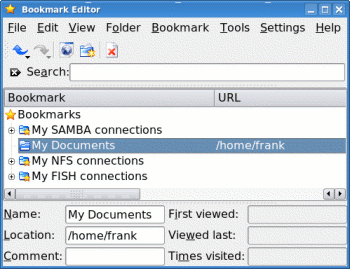 Bookmark Editor
File Edit View Folder Bookmark Tools Settings Help
Search:
Bookmark URL
Bookmarks
My SAMBA connections
My Documents /home/frank
My NFS connections
My FISH connections
Name: My Documents First viewed:
Location: /home/frank Viewed last:
Comment: Times visited: